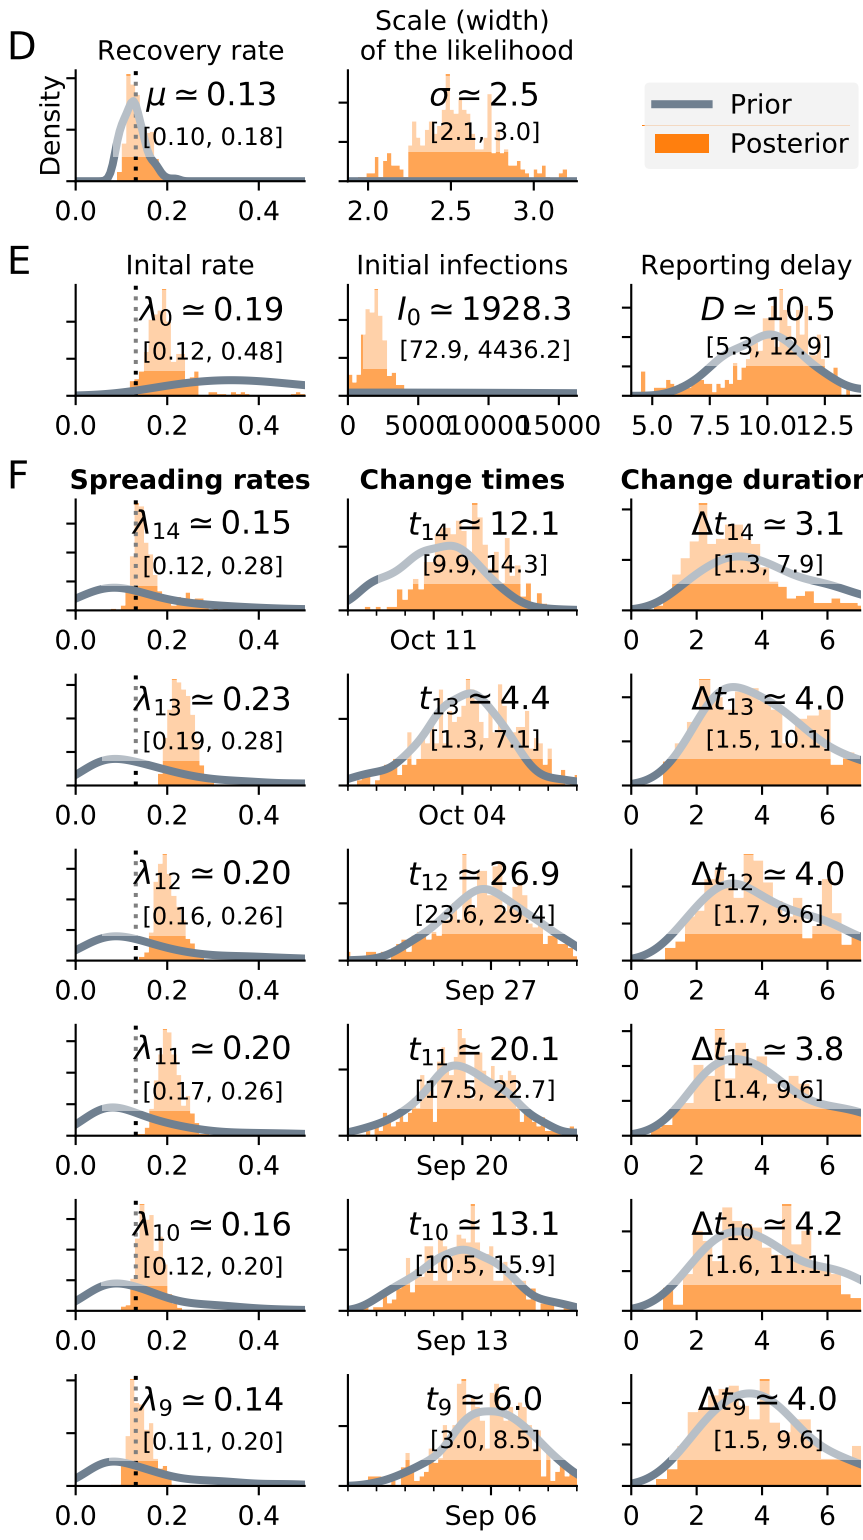 D
Recovery rate
Density
μ ≃ 0.13
[0.10, 0.18]
0.0 0.2 0.4
Scale (width)
of the likelihood
σ ≃ 2.5
[2.1, 3.0]
2.0 2.5 3.0
Prior
Posterior
E
Inital rate
λ0 ≃ 0.19
[0.12, 0.48]
0.0 0.2 0.4
Initial infections
I0 ≃ 1928.3
[72.9, 4436.2]
0 5000 10000 15000
Reporting delay
D ≃ 10.5
[5.3, 12.9]
5.0 7.5 10.0 12.5
F
Spreading rates
Change times
Change duration
λ14 ≃ 0.15
[0.12, 0.28]
0.0 0.2 0.4
t14 ≃ 12.1
[9.9, 14.3]
Oct 11
Δt14 ≃ 3.1
[1.3, 7.9]
0 2 4 6
λ13 ≃ 0.23
[0.19, 0.28]
0.0 0.2 0.4
t13 ≃ 4.4
[1.3, 7.1]
Oct 04
Δt13 ≃ 4.0
[1.5, 10.1]
0 2 4 6
λ12 ≃ 0.20
[0.16, 0.26]
0.0 0.2 0.4
t12 ≃ 26.9
[23.6, 29.4]
Sep 27
Δt12 ≃ 4.0
[1.7, 9.6]
0 2 4 6
λ11 ≃ 0.20
[0.17, 0.26]
0.0 0.2 0.4
t11 ≃ 20.1
[17.5, 22.7]
Sep 20
Δt11 ≃ 3.8
[1.4, 9.6]
0 2 4 6
λ10 ≃ 0.16
[0.12, 0.20]
0.0 0.2 0.4
t10 ≃ 13.1
[10.5, 15.9]
Sep 13
Δt10 ≃ 4.2
[1.6, 11.1]
0 2 4 6
λ9 ≃ 0.14
[0.11, 0.20]
0.0 0.2 0.4
t9 ≃ 6.0
[3.0, 8.5]
Sep 06
Δt9 ≃ 4.0
[1.5, 9.6]
0 2 4 6